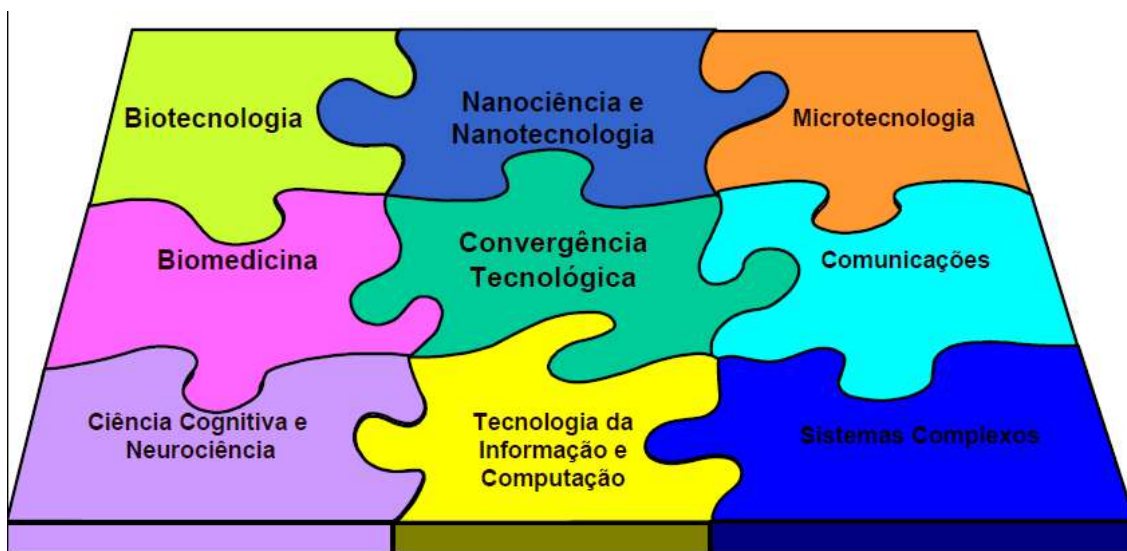 Biotecnologia
Nanociência e
Nanotecnologia
Microtecnologia
Biomedicina
Convergência
Tecnológica
Comunicações
Ciência Cognitiva e
Neurociência
Tecnologia da
Informação e
Computação
Sistemas Complexos